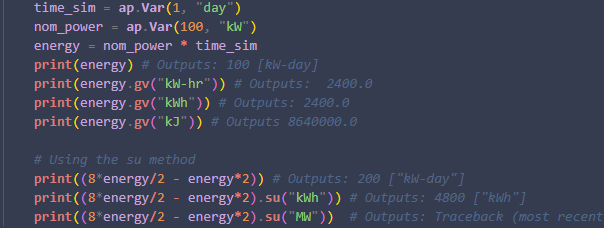 time_sim = ap.Var(1, "day")
nom_power = ap.Var(100, "kW")
energy = nom_power * time_sim
print(energy) # Outputs: 100 [kW-day]
print(energy.gv("kW-hr")) # Outputs:  2400.0
print(energy.gv("kWh")) # Outputs: 2400.0
print(energy.gv("kJ")) # Outputs 8640000.0
# Using the su method
print((8*energy/2 - energy*2)) # Outputs: 200 ["kW-day"]
print((8*energy/2 - energy*2).su("kWh")) # Outputs: 4800 ["kWh"]
print((8*energy/2 - energy*2).su("MW"))  # Outputs: Traceback (most recent